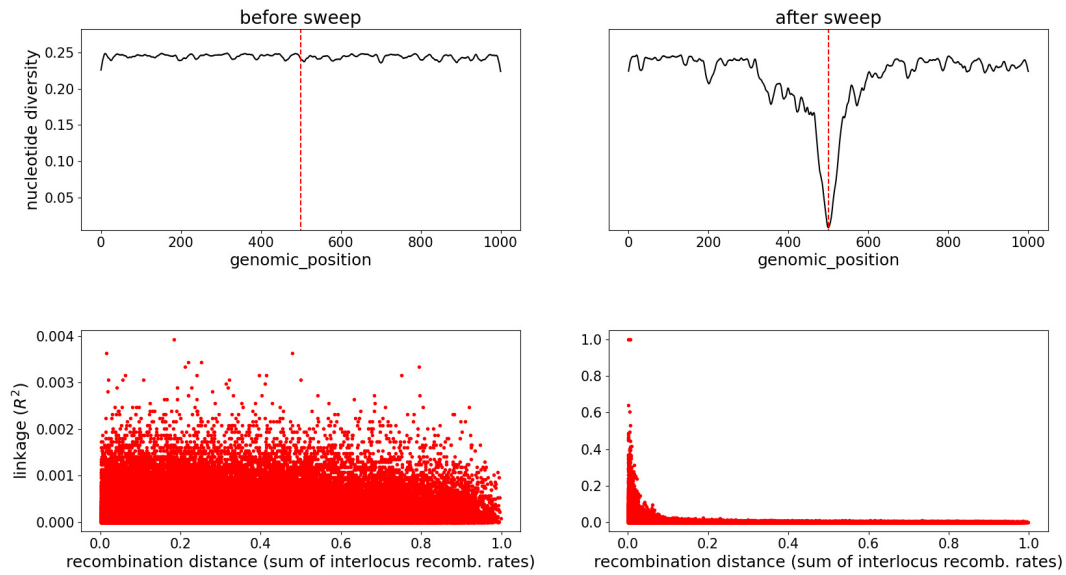 before sweep
after sweep
nucleotide diversity
0.25
0.20
0.15
0.10
0.05
0 200 400 600 800 1000
genomic_position
0 200 400 600 800 1000
genomic_position
linkage (R²)
0.004
0.003
0.002
0.001
0.000
0.0 0.2 0.4 0.6 0.8 1.0
recombination distance (sum of interlocus recomb. rates)
1.0
0.8
0.6
0.4
0.2
0.0
0.0 0.2 0.4 0.6 0.8 1.0
recombination distance (sum of interlocus recomb. rates)